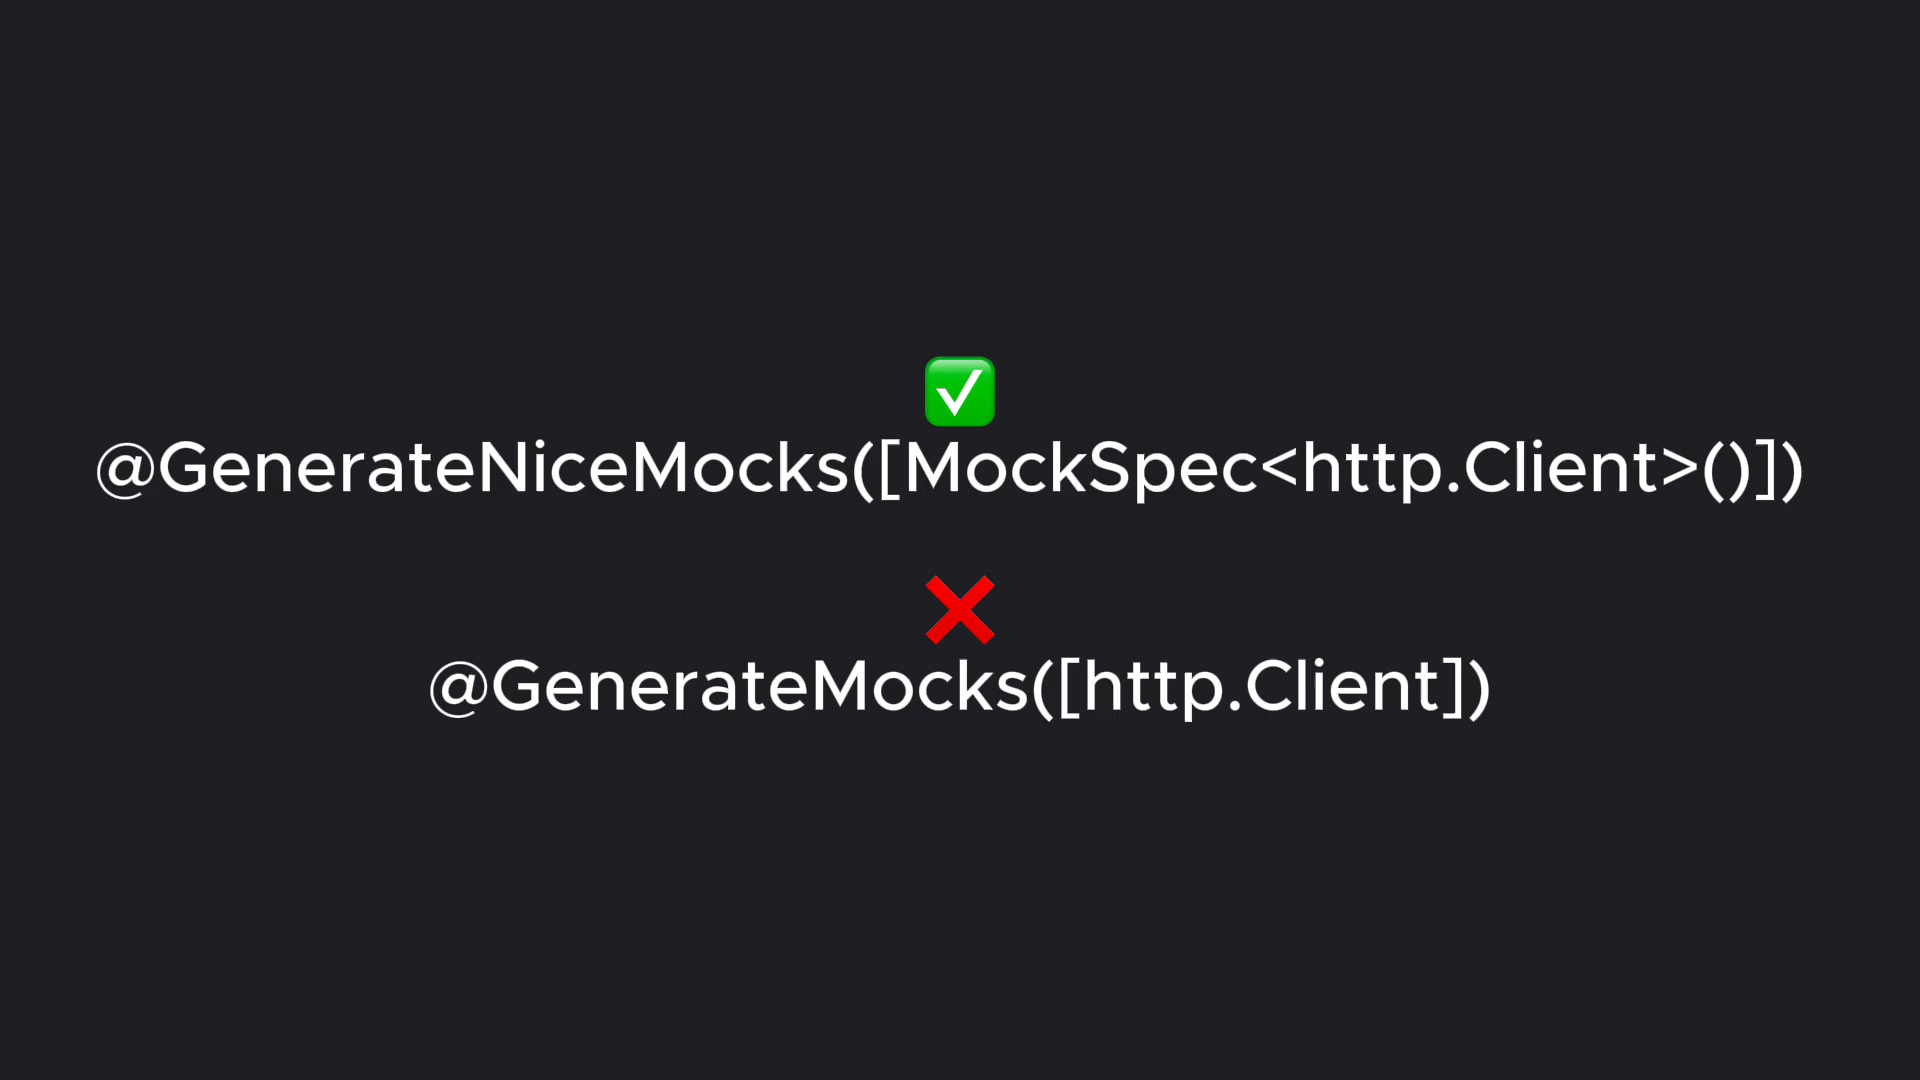 ✅
@GenerateNiceMocks([MockSpec<http.Client>()])
❌
@GenerateMocks([http.Client])